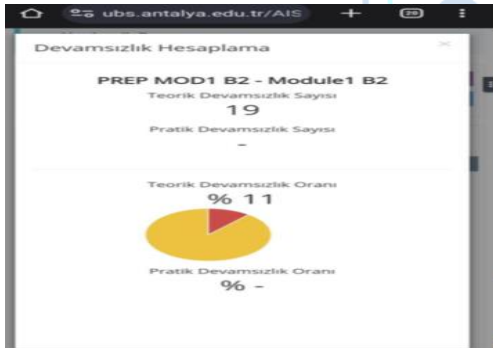 ubs.antalya.edu.tr/AIS
Devamsızlık Hesaplama
PREP MOD1 B2 - Module1 B2
Teorik Devamsızlık Sayısı
19
Pratik Devamsızlık Sayısı
-
Teorik Devamsızlık Oranı
% 11
Pratik Devamsızlık Oranı
% -